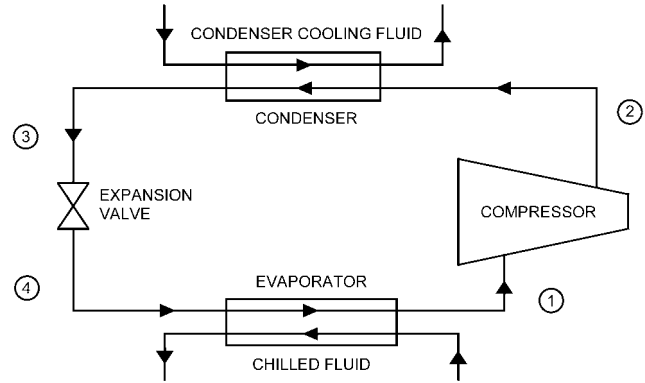 CONDENSER COOLING FLUID
CONDENSER
2
3
EXPANSION
VALVE
COMPRESSOR
4
EVAPORATOR
1
CHILLED FLUID